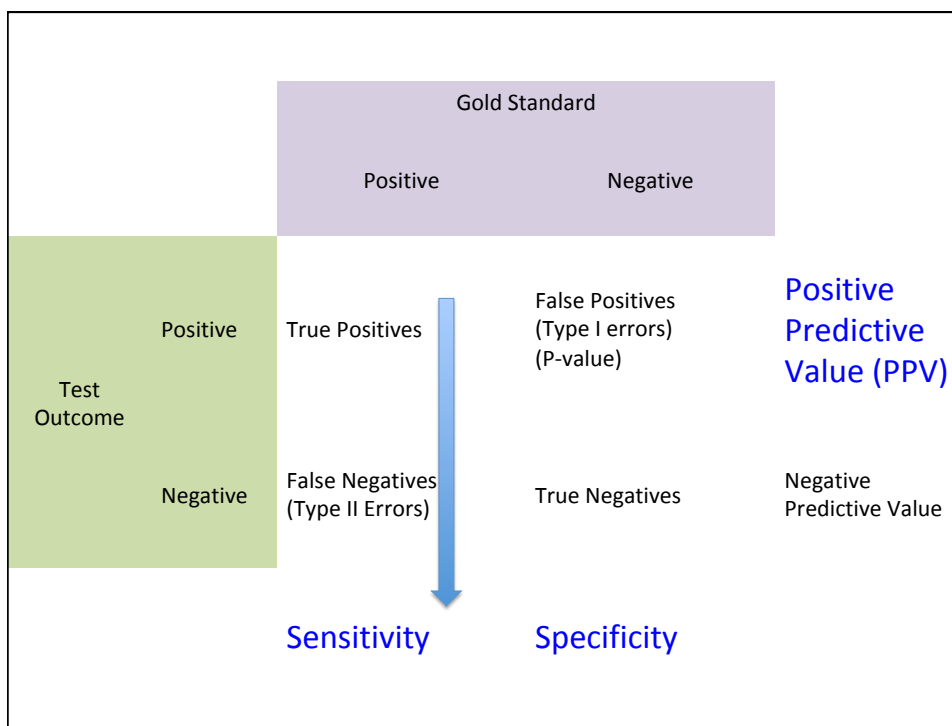 Gold Standard
Positive
Negative
Test
Outcome
Positive
True Positives
False Positives
(Type I errors)
(P-value)
Positive
Predictive
Value (PPV)
Negative
False Negatives
(Type II Errors)
True Negatives
Negative
Predictive Value
Sensitivity
Specificity